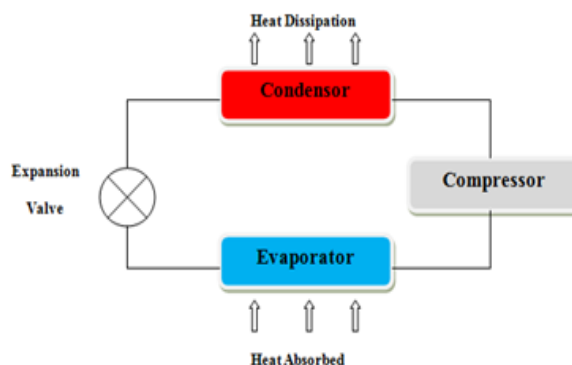 Heat Dissipation
Condensor
Expansion
Valve
Compressor
Evaporator
Heat Absorbed